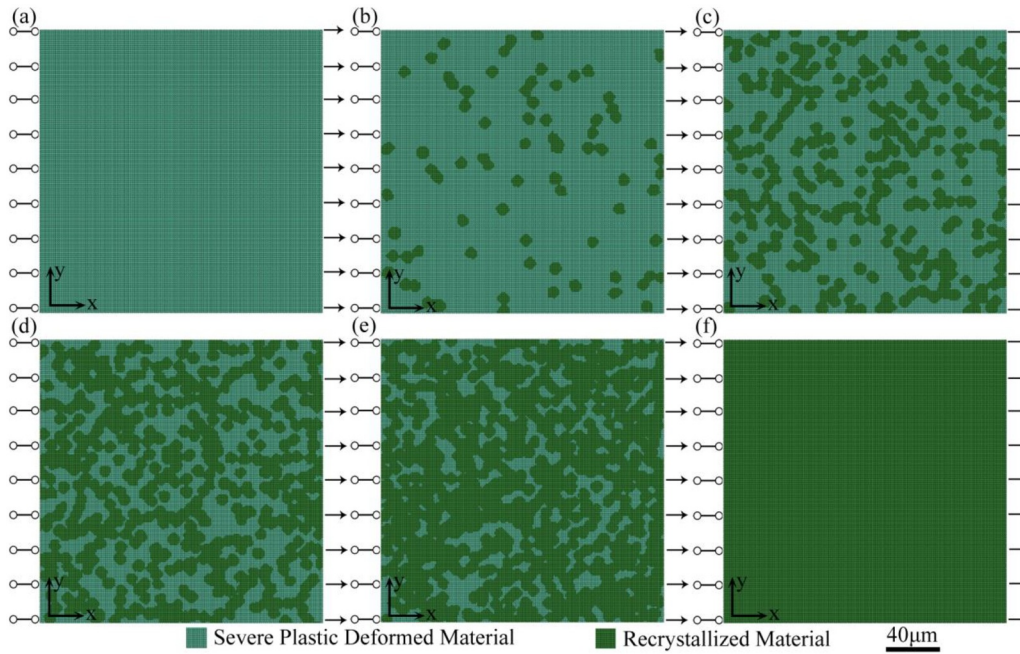 (a) (b) (c)
y y y
x x x
(d) (e) (f)
y y y
x x x
Severe Plastic Deformed Material Recrystallized Material 40μm